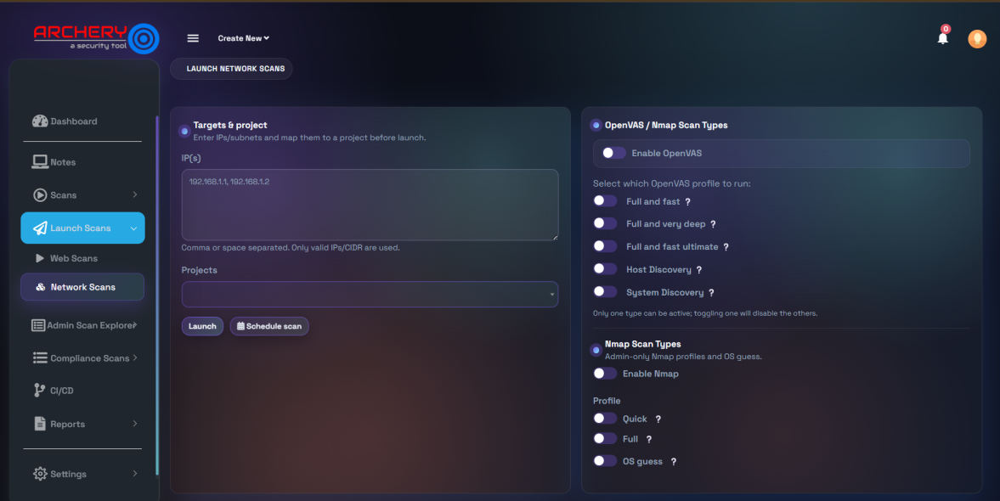 ARCHERY
a security tool
Create New
0
LAUNCH NETWORK SCANS
Dashboard
Notes
Scans
Launch Scans
Web Scans
Network Scans
Admin Scan Explorer
Compliance Scans
CI/CD
Reports
Settings
Targets & project
Enter IPs/subnets and map them to a project before launch.
IP(s)
192.168.1.1, 192.168.1.2
Comma or space separated. Only valid IPs/CIDR are used.
Projects
Launch
Schedule scan
OpenVAS / Nmap Scan Types
Enable OpenVAS
Select which OpenVAS profile to run:
Full and fast ?
Full and very deep ?
Full and fast ultimate ?
Host Discovery ?
System Discovery ?
Only one type can be active; toggling one will disable the others.
Nmap Scan Types
Admin-only Nmap profiles and OS guess.
Enable Nmap
Profile
Quick ?
Full ?
OS guess ?